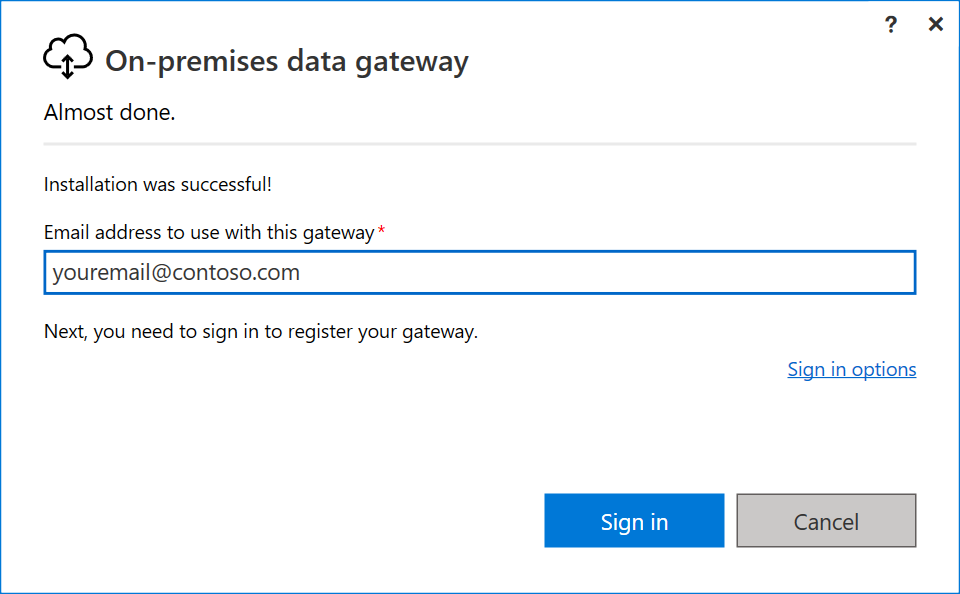 ?
On-premises data gateway
Almost done.
Installation was successful!
Email address to use with this gateway*
youremail@contoso.com
Next, you need to sign in to register your gateway.
Sign in options
Sign in
Cancel